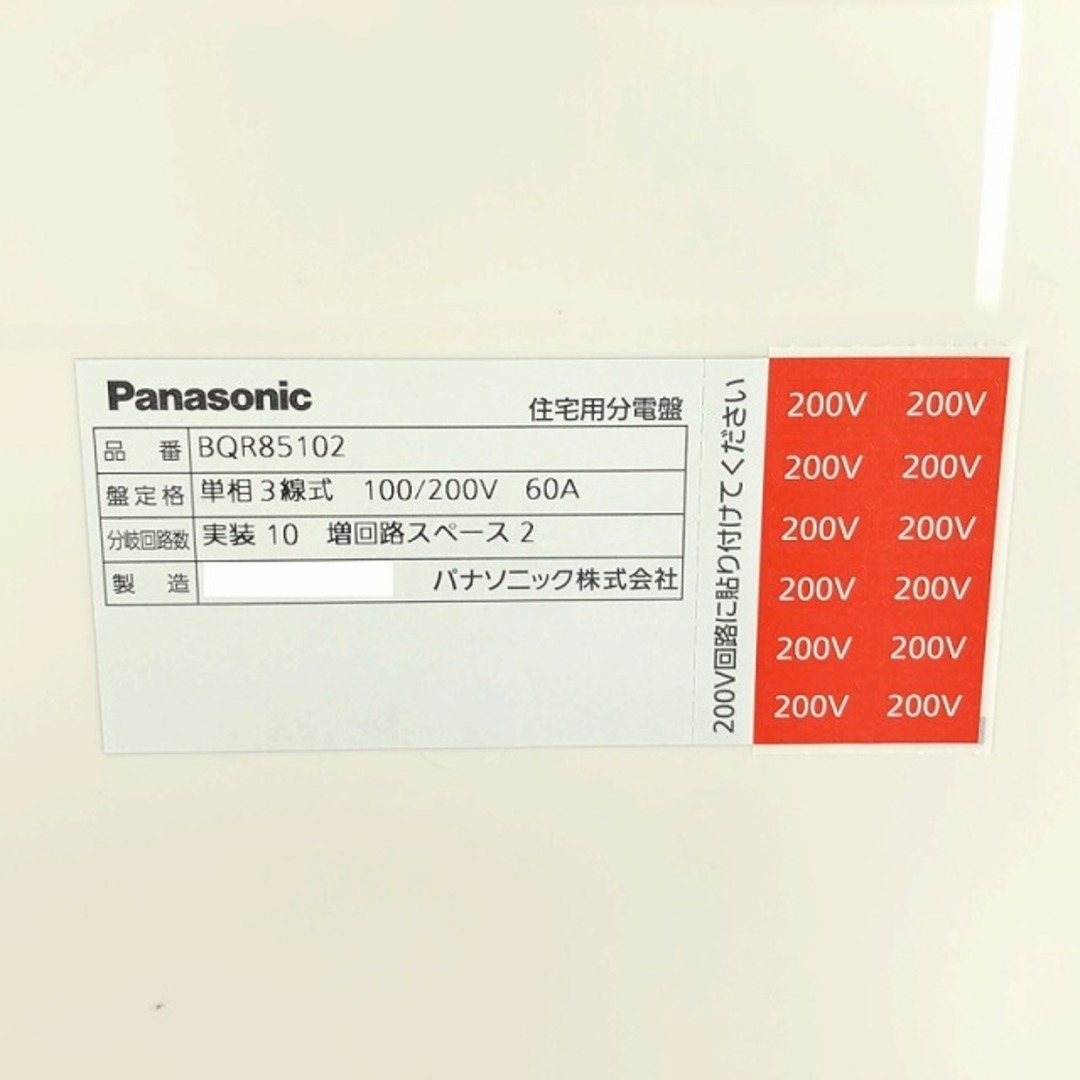 Panasonic
住宅用分電盤
品番 BQR85102
盤定格 単相3線式 100/200V 60A
分岐回路数 実装10 増回路スペース2
製造 パナソニック株式会社
200V回路に貼り付けてください
200V 200V
200V 200V
200V 200V
200V 200V
200V 200V
200V 200V